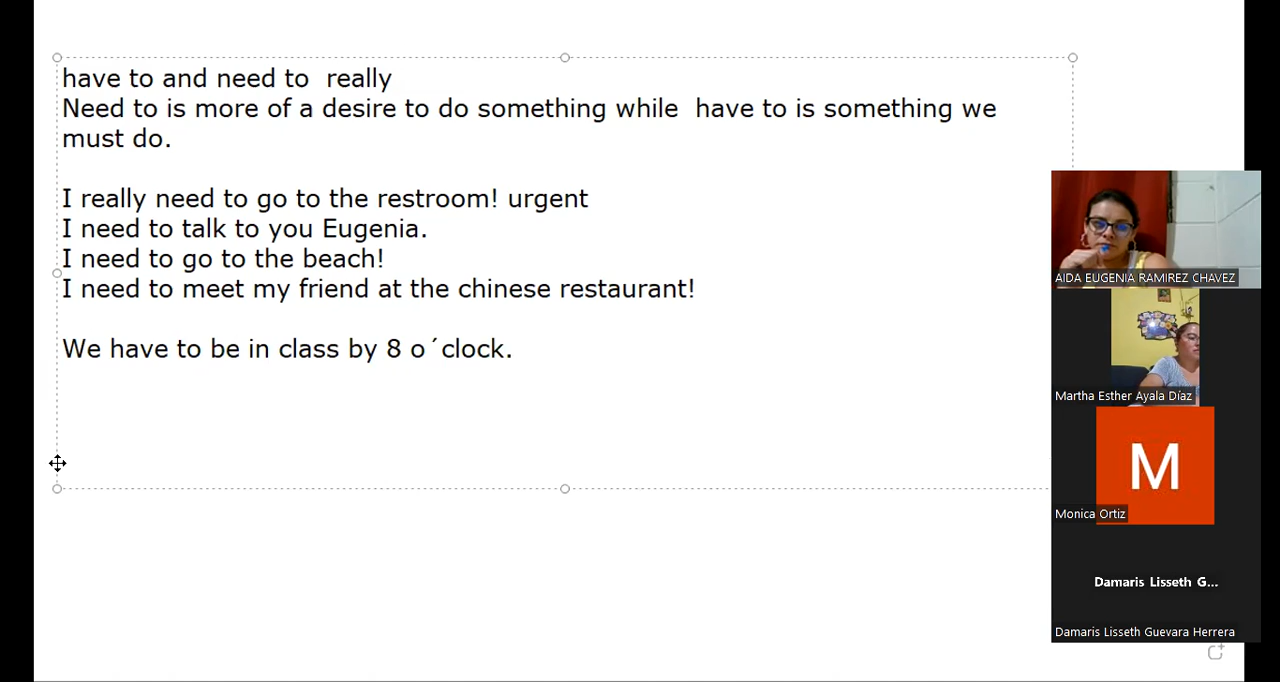 have to and need to  really
Need to is more of a desire to do something while  have to is something we
must do.
I really need to go to the restroom! urgent
I need to talk to you Eugenia.
I need to go to the beach!
I need to meet my friend at the chinese restaurant!
We have to be in class by 8 o´clock.
AIDA EUGENIA RAMIREZ CHAVEZ
Martha Esther Ayala Díaz
M
Monica Ortiz
Damaris Lisseth G...
Damaris Lisseth Guevara Herrera